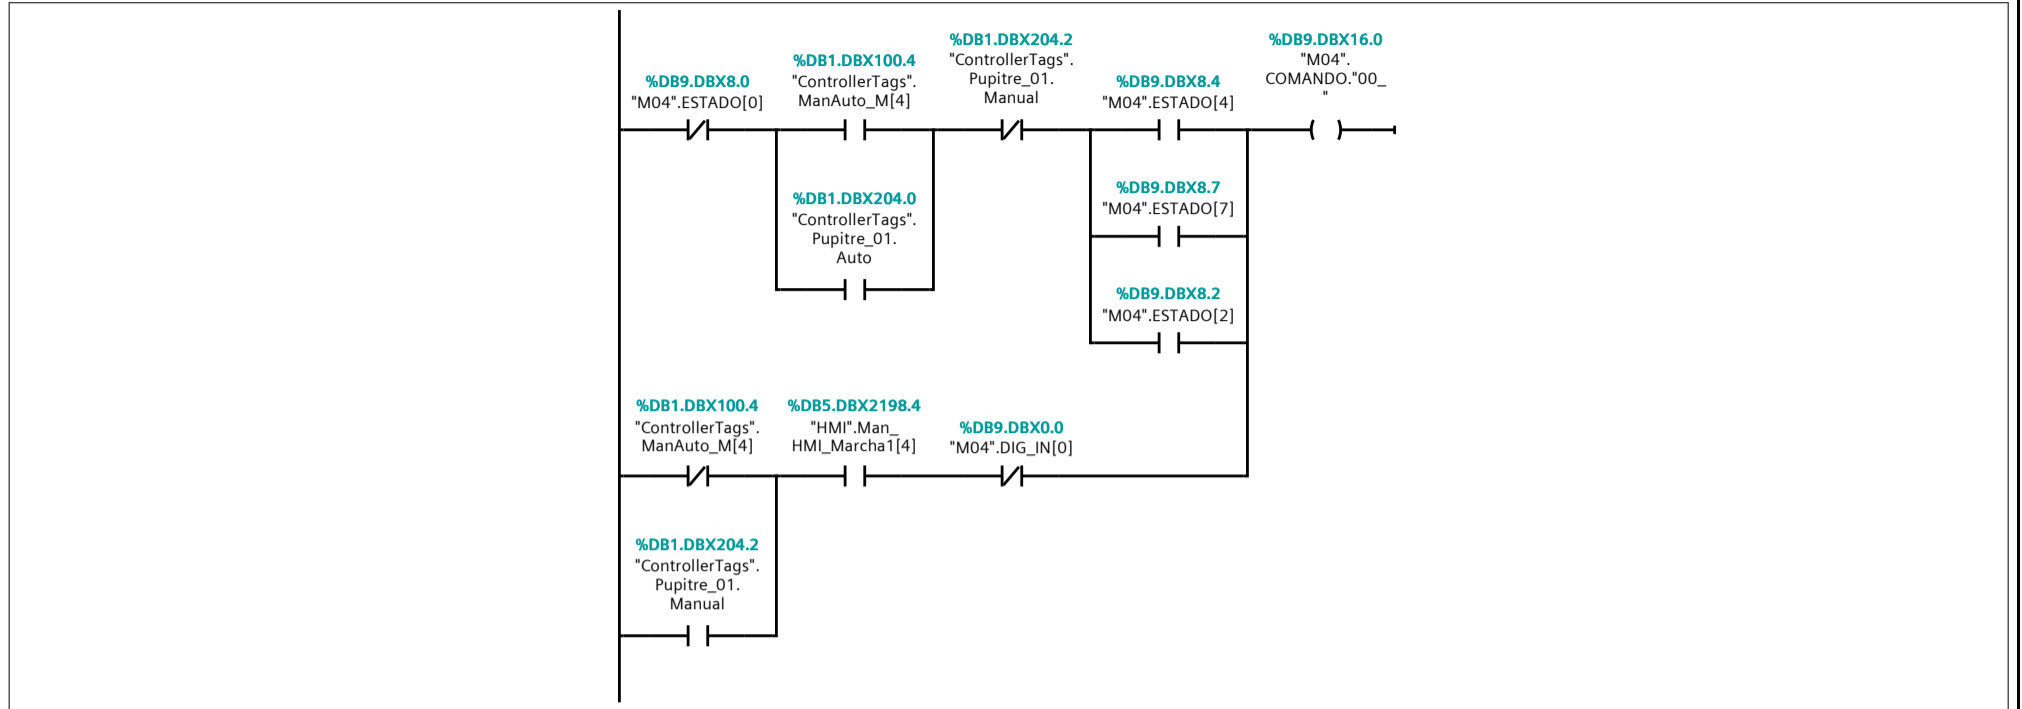 %DB9.DBX8.0
"M04".ESTADO[0]
%DB1.DBX100.4
"ControllerTags".
ManAuto_M[4]
%DB1.DBX204.2
"ControllerTags".
Pupitre_01.
Manual
%DB9.DBX8.4
"M04".ESTADO[4]
%DB9.DBX16.0
"M04".
COMANDO."00_
"
%DB1.DBX204.0
"ControllerTags".
Pupitre_01.
Auto
%DB9.DBX8.7
"M04".ESTADO[7]
%DB9.DBX8.2
"M04".ESTADO[2]
%DB1.DBX100.4
"ControllerTags".
ManAuto_M[4]
%DB5.DBX2198.4
"HMI".Man_
HMI_Marcha1[4]
%DB9.DBX0.0
"M04".DIG_IN[0]
%DB1.DBX204.2
"ControllerTags".
Pupitre_01.
Manual